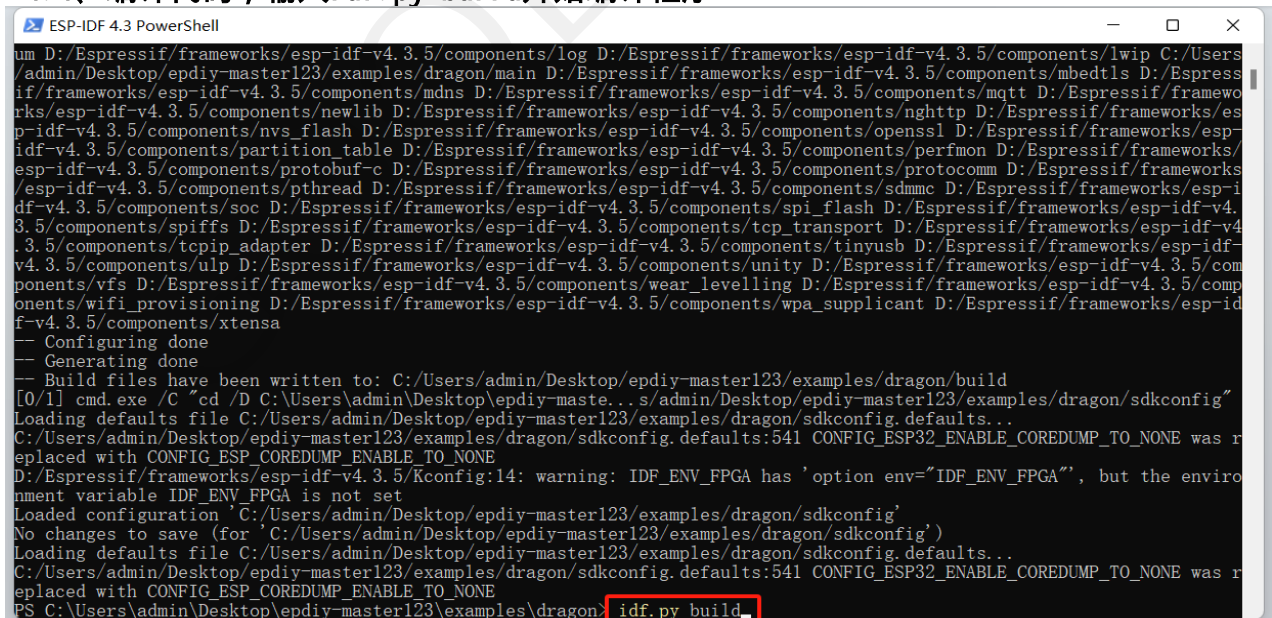 ESP-IDF 4.3 PowerShell
um D:/Espressif/frameworks/esp-idf-v4.3.5/components/log D:/Espressif/frameworks/esp-idf-v4.3.5/components/lwip C:/Users
/admin/Desktop/epdiy-master123/examples/dragon/main D:/Espressif/frameworks/esp-idf-v4.3.5/components/mbedtls D:/Express
if/frameworks/esp-idf-v4.3.5/components/mdns D:/Espressif/frameworks/esp-idf-v4.3.5/components/mqtt D:/Espressif/framewo
rks/esp-idf-v4.3.5/components/newlib D:/Espressif/frameworks/esp-idf-v4.3.5/components/nghttp D:/Espressif/frameworks/es
p-idf-v4.3.5/components/nvs_flash D:/Espressif/frameworks/esp-idf-v4.3.5/components/openssl D:/Espressif/frameworks/esp-
idf-v4.3.5/components/partition_table D:/Espressif/frameworks/esp-idf-v4.3.5/components/perfmon D:/Espressif/frameworks/
esp-idf-v4.3.5/components/protobuf-c D:/Espressif/frameworks/esp-idf-v4.3.5/components/protocomm D:/Espressif/frameworks
/esp-idf-v4.3.5/components/pthread D:/Espressif/frameworks/esp-idf-v4.3.5/components/sdmmc D:/Espressif/frameworks/esp-i
df-v4.3.5/components/soc D:/Espressif/frameworks/esp-idf-v4.3.5/components/spi_flash D:/Espressif/frameworks/esp-idf-v4.
3.5/components/spiffs D:/Espressif/frameworks/esp-idf-v4.3.5/components/tcp_transport D:/Espressif/frameworks/esp-idf-v4
.3.5/components/tcpip_adapter D:/Espressif/frameworks/esp-idf-v4.3.5/components/tinyusb D:/Espressif/frameworks/esp-idf-
v4.3.5/components/ulp D:/Espressif/frameworks/esp-idf-v4.3.5/components/unity D:/Espressif/frameworks/esp-idf-v4.3.5/com
ponents/vfs D:/Espressif/frameworks/esp-idf-v4.3.5/components/wear_levelling D:/Espressif/frameworks/esp-idf-v4.3.5/comp
onents/wifi_provisioning D:/Espressif/frameworks/esp-idf-v4.3.5/components/wpa_supplicant D:/Espressif/frameworks/esp-id
f-v4.3.5/components/xtensa
-- Configuring done
-- Generating done
-- Build files have been written to: C:/Users/admin/Desktop/epdiy-master123/examples/dragon/build
[0/1] cmd.exe /C "cd /D C:\Users\admin\Desktop\epdiy-maste...s/admin/Desktop/epdiy-master123/examples/dragon/sdkconfig"
Loading defaults file C:/Users/admin/Desktop/epdiy-master123/examples/dragon/sdkconfig.defaults...
C:/Users/admin/Desktop/epdiy-master123/examples/dragon/sdkconfig.defaults:541 CONFIG_ESP32_ENABLE_COREDUMP_TO_NONE was r
eplaced with CONFIG_ESP_COREDUMP_ENABLE_TO_NONE
D:/Espressif/frameworks/esp-idf-v4.3.5/Kconfig:14: warning: IDF_ENV_FPGA has 'option env="IDF_ENV_FPGA"', but the enviro
nment variable IDF_ENV_FPGA is not set
Loaded configuration 'C:/Users/admin/Desktop/epdiy-master123/examples/dragon/sdkconfig'
No changes to save (for 'C:/Users/admin/Desktop/epdiy-master123/examples/dragon/sdkconfig')
Loading defaults file C:/Users/admin/Desktop/epdiy-master123/examples/dragon/sdkconfig.defaults...
C:/Users/admin/Desktop/epdiy-master123/examples/dragon/sdkconfig.defaults:541 CONFIG_ESP32_ENABLE_COREDUMP_TO_NONE was r
eplaced with CONFIG_ESP_COREDUMP_ENABLE_TO_NONE
PS C:\Users\admin\Desktop\epdiy-master123\examples\dragon> idf.py build